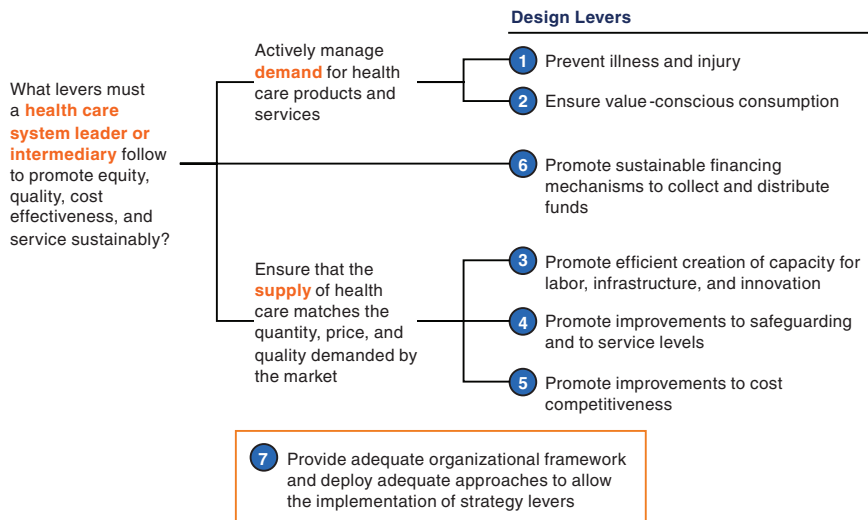 Design Levers
What levers must
a health care
system leader or
intermediary follow
to promote equity,
quality, cost
effectiveness, and
service sustainably?
Actively manage
demand for health
care products and
services
1 Prevent illness and injury
2 Ensure value-conscious consumption
6 Promote sustainable financing
mechanisms to collect and distribute
funds
Ensure that the
supply of health
care matches the
quantity, price, and
quality demanded by
the market
3 Promote efficient creation of capacity for
labor, infrastructure, and innovation
4 Promote improvements to safeguarding
and to service levels
5 Promote improvements to cost
competitiveness
7 Provide adequate organizational framework
and deploy adequate approaches to allow
the implementation of strategy levers